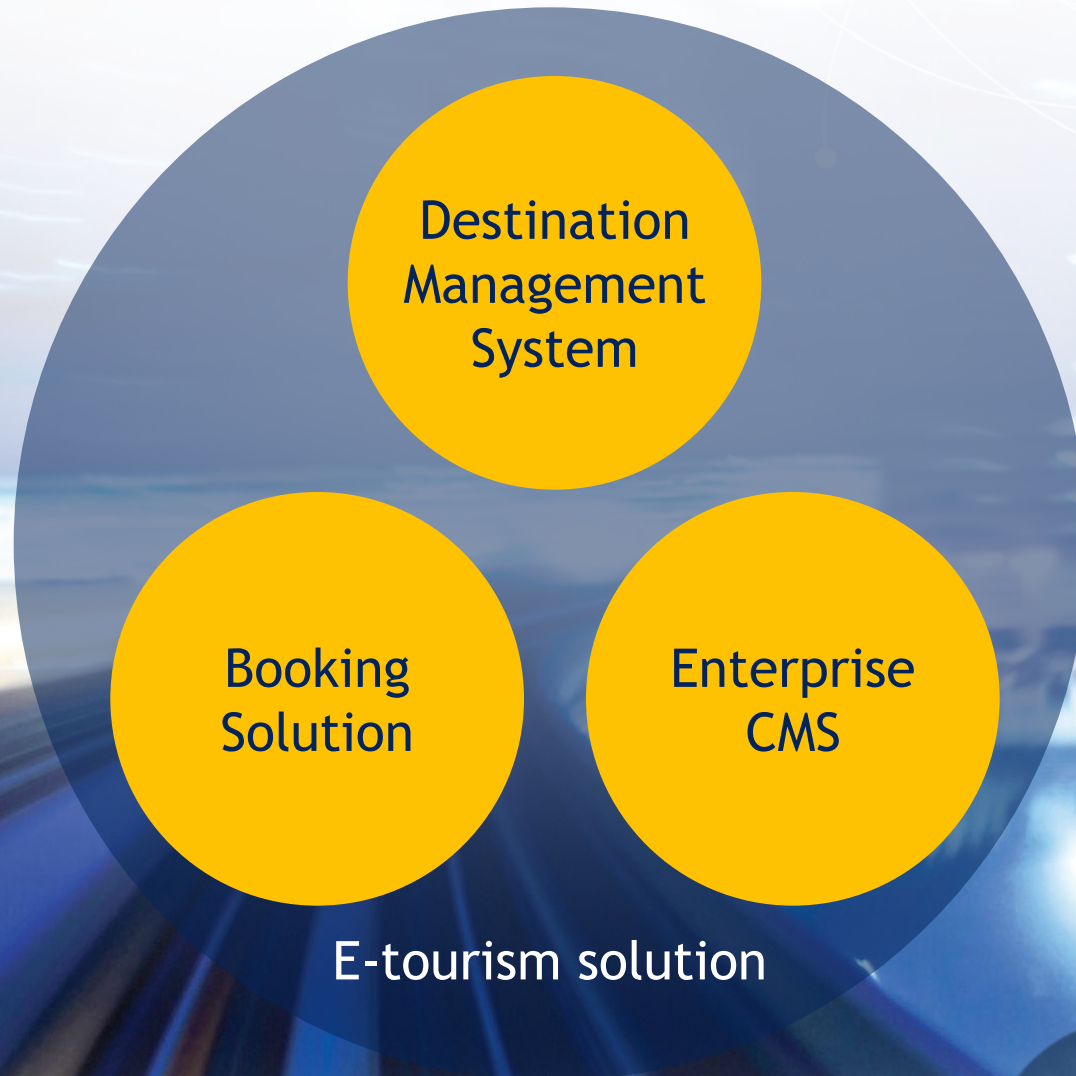 Destination
Management
System
Booking
Solution
Enterprise
CMS
E-tourism solution